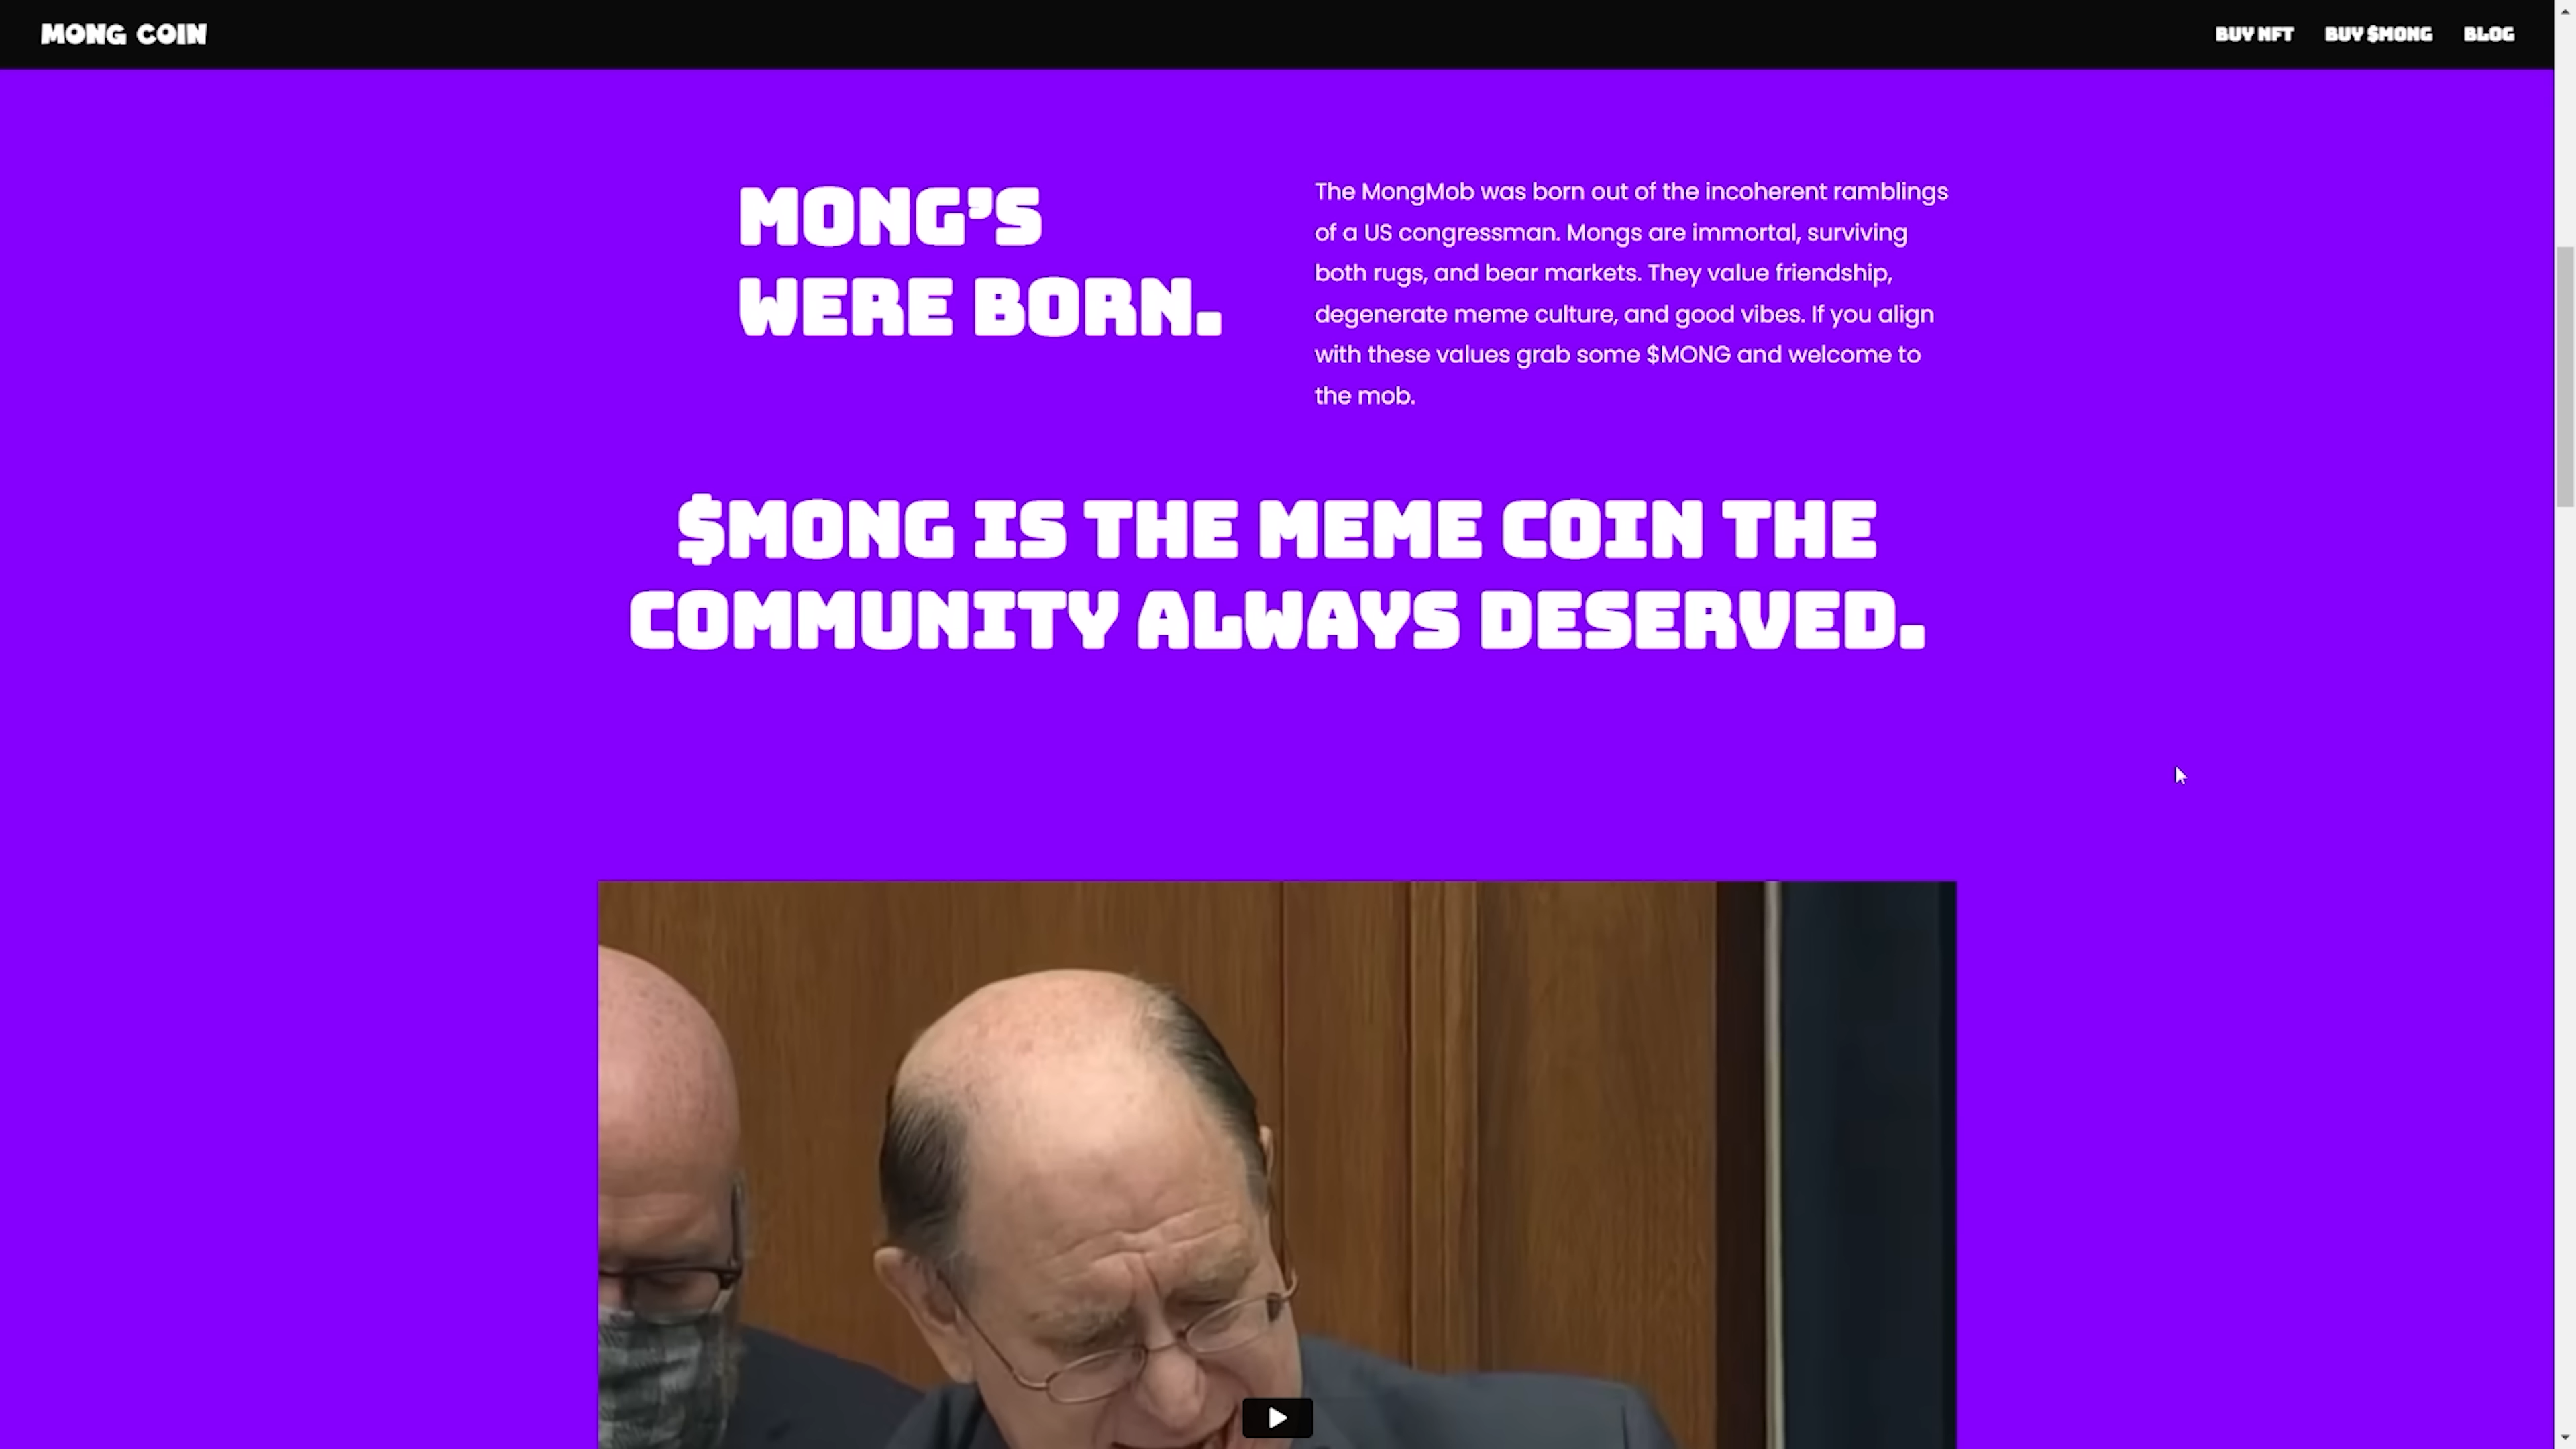 MONG COIN
BUY NFT BUY $MONG BLOG
MONG'S
WERE BORN.
The MongMob was born out of the incoherent ramblings
of a US congressman. Mongs are immortal, surviving
both rugs, and bear markets. They value friendship,
degenerate meme culture, and good vibes. If you align
with these values grab some $MONG and welcome to
the mob.
$MONG IS THE MEME COIN THE
COMMUNITY ALWAYS DESERVED.